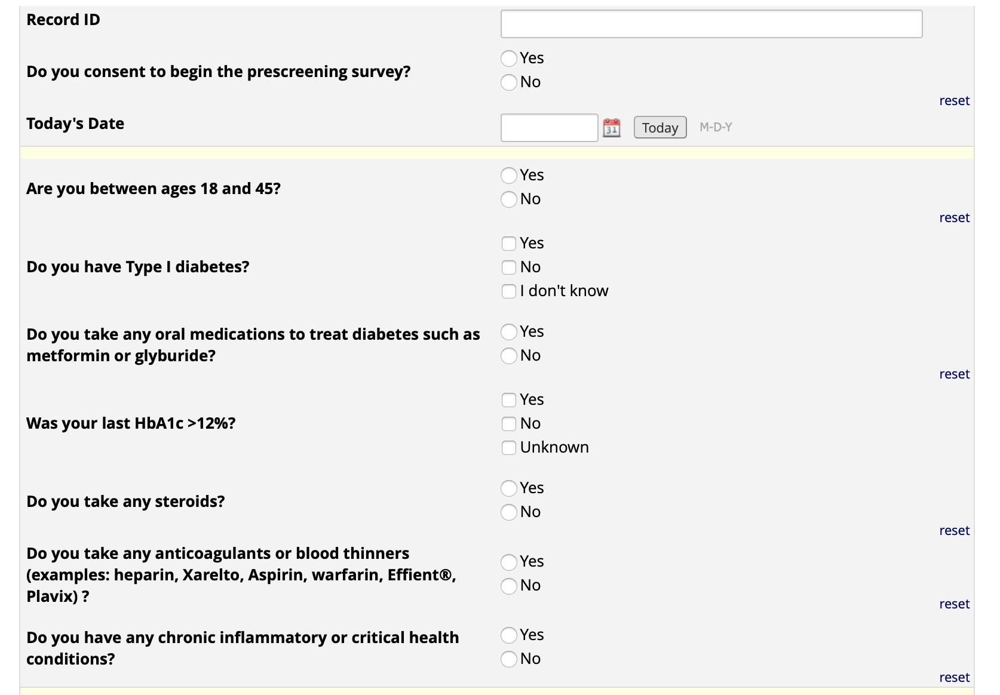 Record ID
Do you consent to begin the prescreening survey?
Yes
No
reset
Today's Date
31
Today
M-D-Y
Are you between ages 18 and 45?
Yes
No
reset
Do you have Type I diabetes?
Yes
No
I don't know
Do you take any oral medications to treat diabetes such as
metformin or glyburide?
Yes
No
reset
Was your last HbA1c >12%?
Yes
No
Unknown
Do you take any steroids?
Yes
No
reset
Do you take any anticoagulants or blood thinners
(examples: heparin, Xarelto, Aspirin, warfarin, Effient®,
Plavix) ?
Yes
No
reset
Do you have any chronic inflammatory or critical health
conditions?
Yes
No
reset